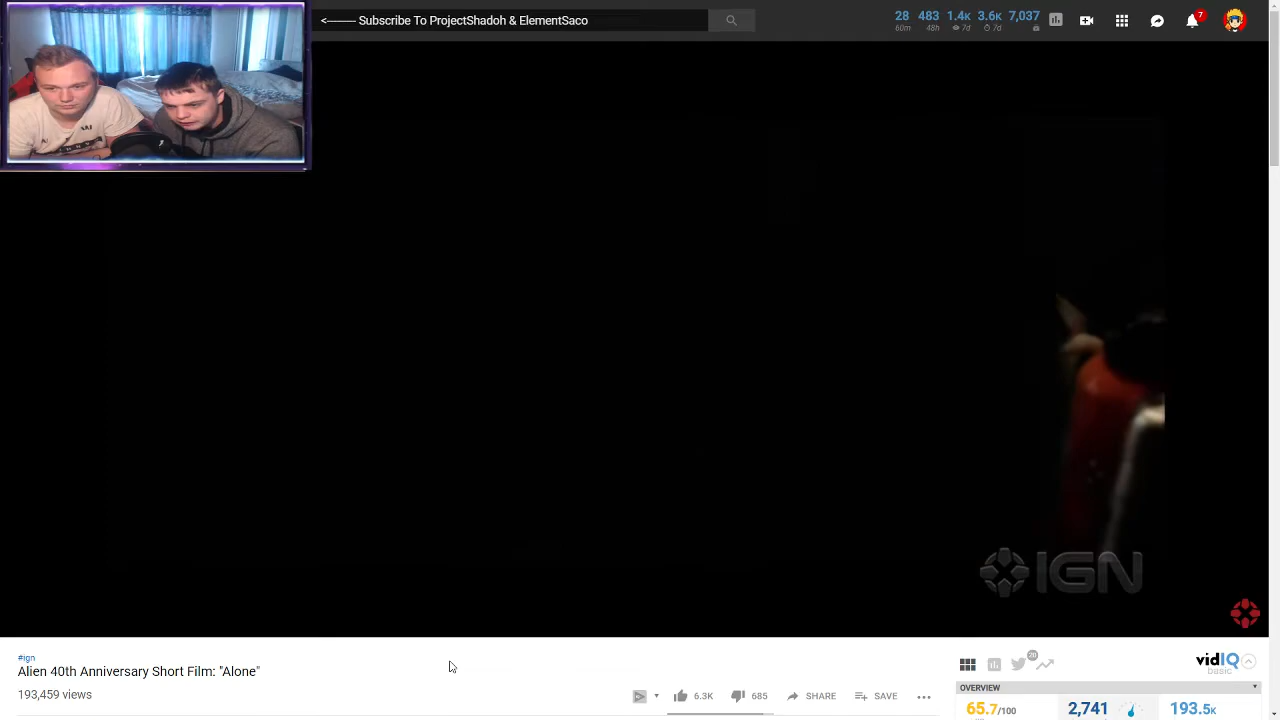 <——— Subscribe To ProjectShadoh & ElementSaco
28 483 1.4K 3.6K 7,037
60m 48h 7d 7d
7
IGN
#ign
Alien 40th Anniversary Short Film: "Alone"
193,459 views
6.3K 685 SHARE SAVE
20
vidIQ
basic
OVERVIEW
65.7/100 2,741 193.5K